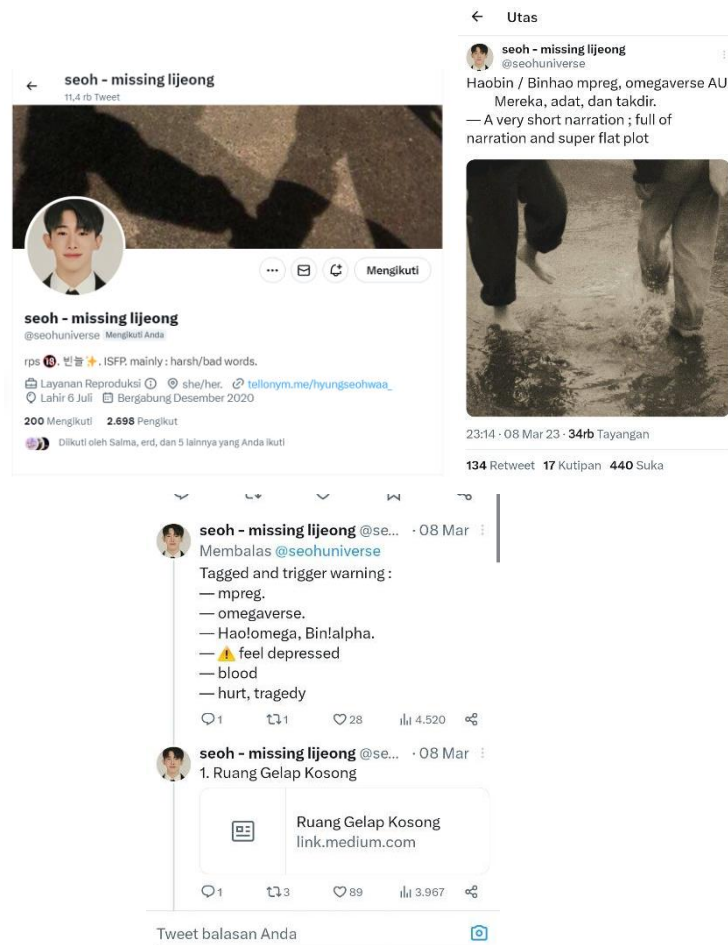 seoh - missing lijeong
11,4 rb Tweet
Mengikuti
seoh - missing lijeong
@seohuniverse Mengikuti Anda
rps 🔞. 빈늘✨. ISFP. mainly : harsh/bad words.
Layanan Reproduksi she/her. tellonym.me/hyungseohwaa_
Lahir 6 Juli Bergabung Desember 2020
200 Mengikuti 2.698 Pengikut
Diikuti oleh Salma, erd, dan 5 lainnya yang Anda ikuti
Utas
seoh - missing lijeong
@seohuniverse
Haobin / Binhao mpreg, omegaverse AU
Mereka, adat, dan takdir.
— A very short narration ; full of
narration and super flat plot
23:14 · 08 Mar 23 · 34rb Tayangan
134 Retweet 17 Kutipan 440 Suka
seoh - missing lijeong @se... · 08 Mar
Membalas @seohuniverse
Tagged and trigger warning :
— mpreg.
— omegaverse.
— Hao!omega, Bin!alpha.
— ⚠️ feel depressed
— blood
— hurt, tragedy
1 1 28 4.520
seoh - missing lijeong @se... · 08 Mar
1. Ruang Gelap Kosong
Ruang Gelap Kosong
link.medium.com
1 3 89 3.967
Tweet balasan Anda